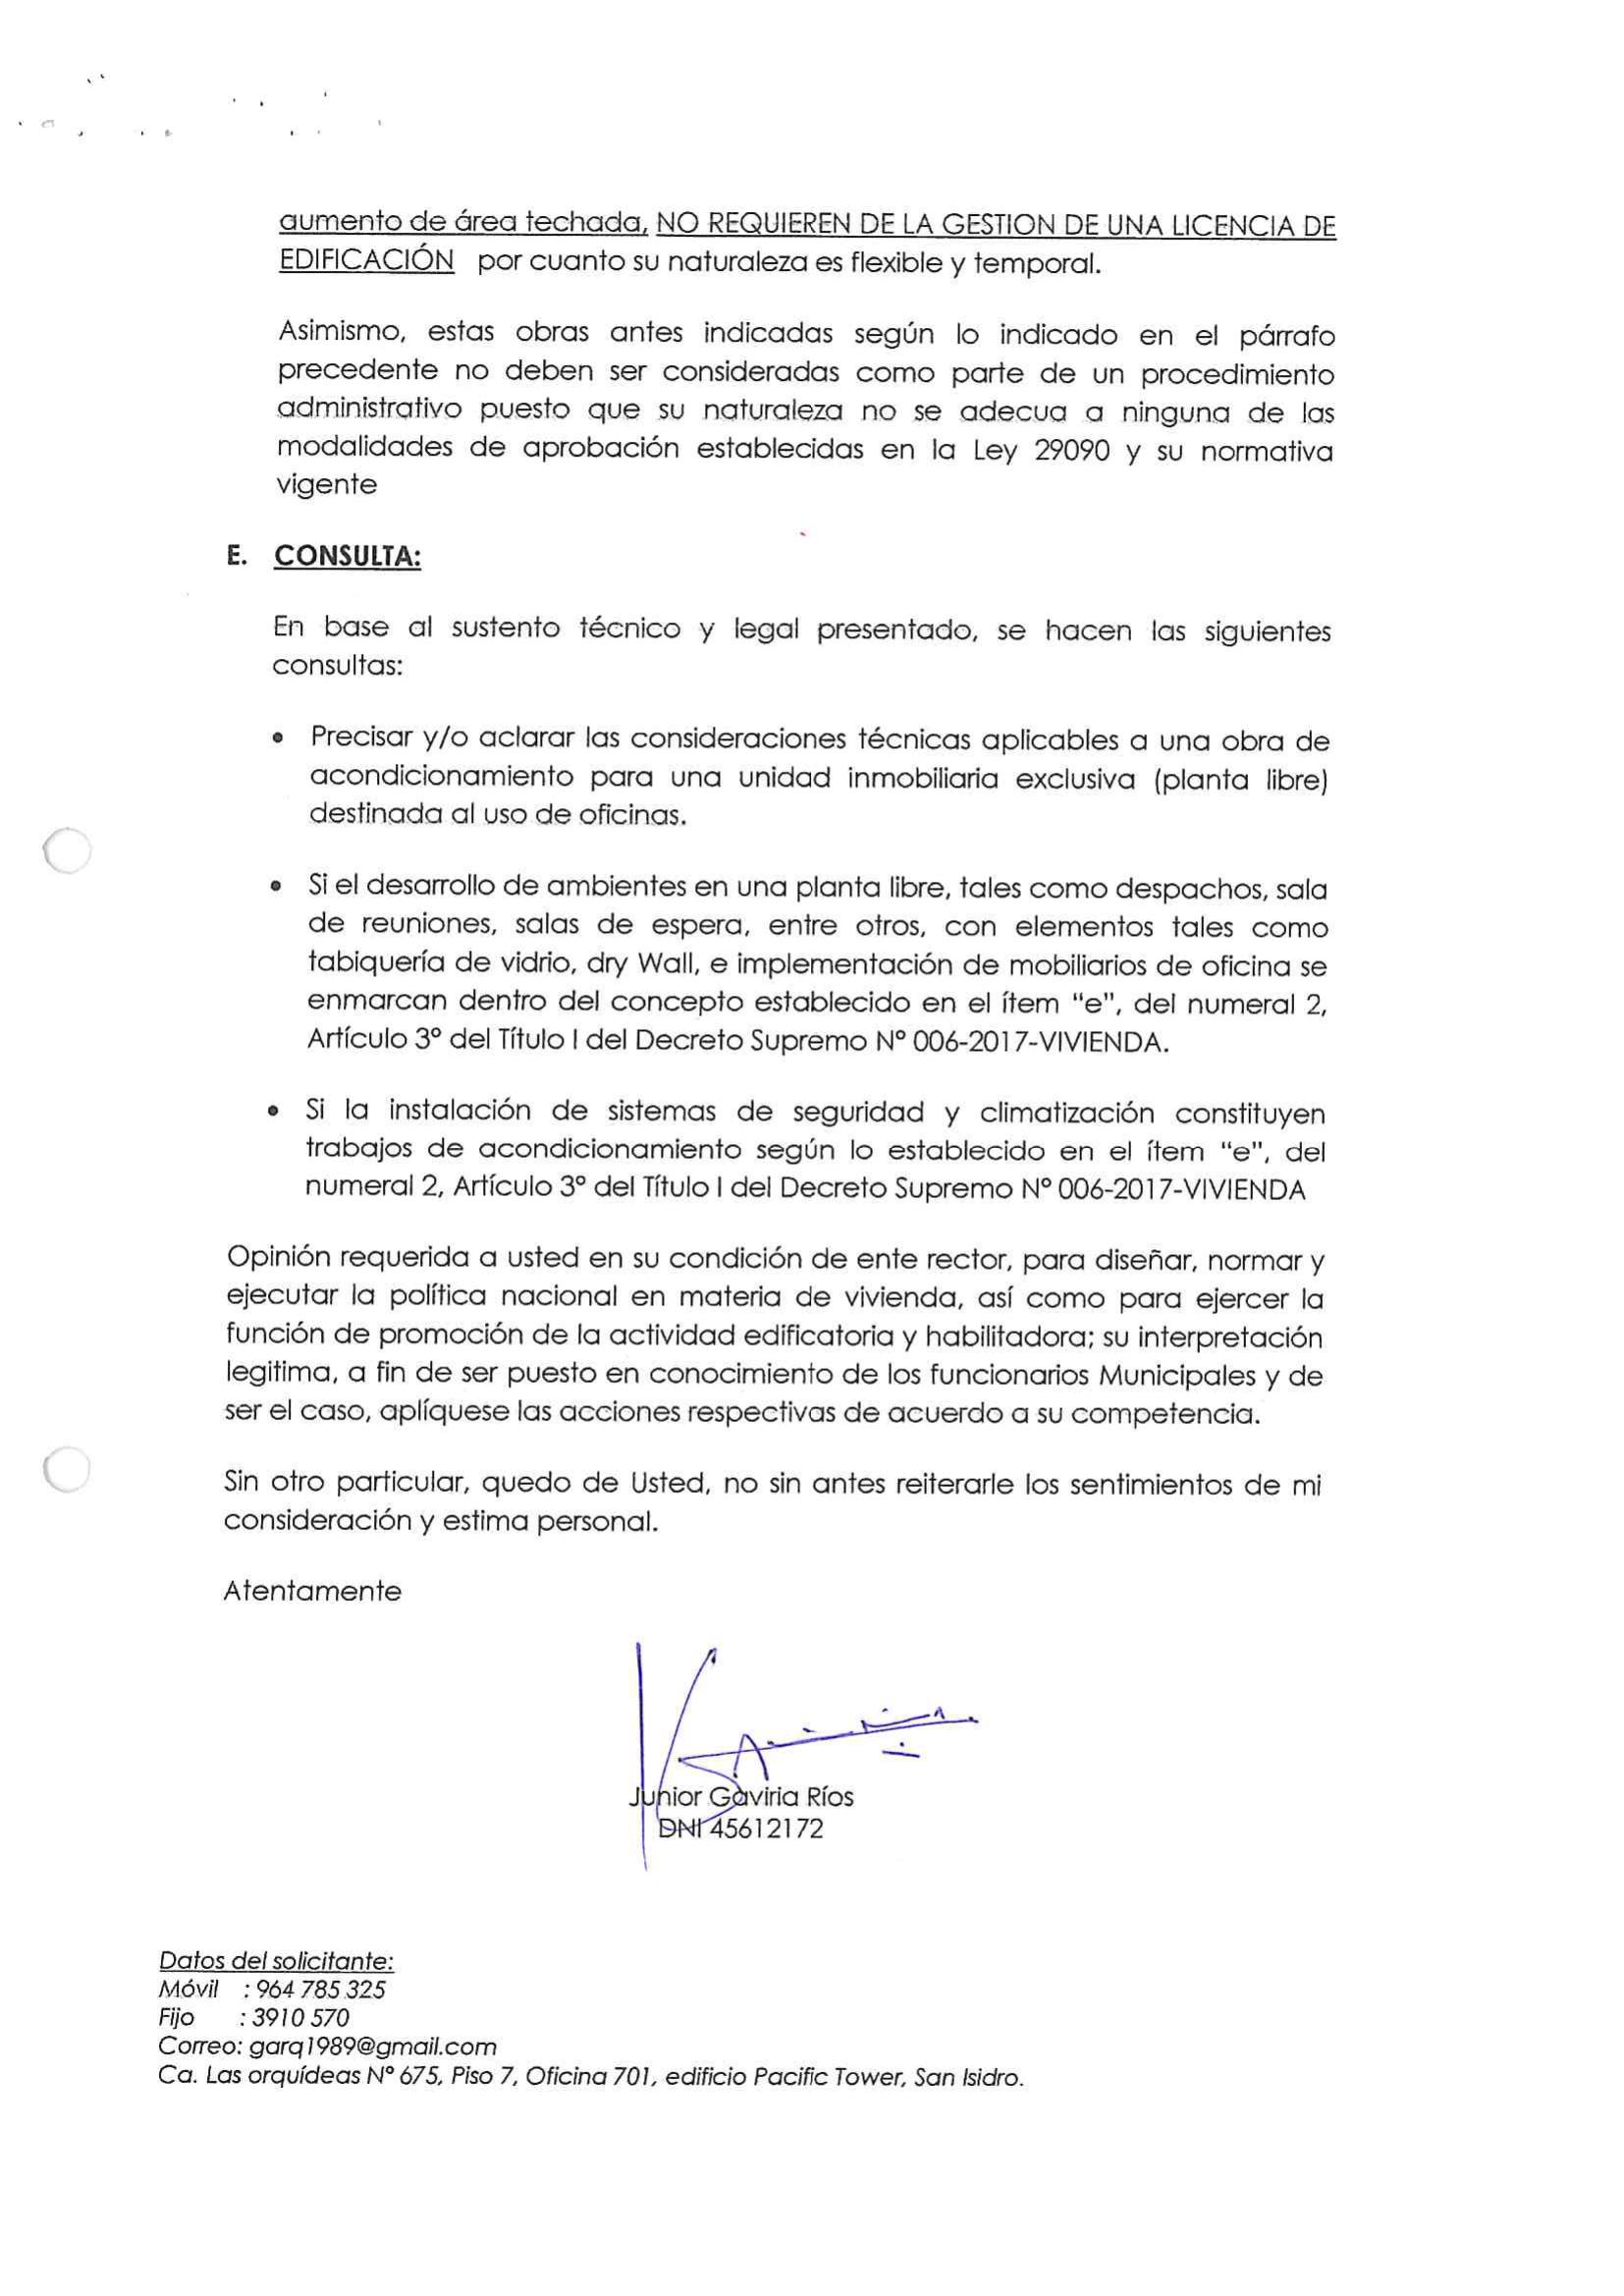 aumento de área techada, NO REQUIEREN DE LA GESTION DE UNA LICENCIA DE
EDIFICACIÓN por cuanto su naturaleza es flexible y temporal.
Asimismo, estas obras antes indicadas según lo indicado en el párrafo
precedente no deben ser consideradas como parte de un procedimiento
administrativo puesto que su naturaleza no se adecua a ninguna de las
modalidades de aprobación establecidas en la Ley 29090 y su normativa
vigente
E. CONSULTA:
En base al sustento técnico y legal presentado, se hacen las siguientes
consultas:
• Precisar y/o aclarar las consideraciones técnicas aplicables a una obra de
acondicionamiento para una unidad inmobiliaria exclusiva (planta libre)
destinada al uso de oficinas.
• Si el desarrollo de ambientes en una planta libre, tales como despachos, sala
de reuniones, salas de espera, entre otros, con elementos tales como
tabiquería de vidrio, dry Wall, e implementación de mobiliarios de oficina se
enmarcan dentro del concepto establecido en el ítem “e”, del numeral 2,
Artículo 3º del Título I del Decreto Supremo Nº 006-2017-VIVIENDA.
• Si la instalación de sistemas de seguridad y climatización constituyen
trabajos de acondicionamiento según lo establecido en el ítem “e”, del
numeral 2, Artículo 3º del Título I del Decreto Supremo Nº 006-2017-VIVIENDA
Opinión requerida a usted en su condición de ente rector, para diseñar, normar y
ejecutar la política nacional en materia de vivienda, así como para ejercer la
función de promoción de la actividad edificatoria y habilitadora; su interpretación
legitima, a fin de ser puesto en conocimiento de los funcionarios Municipales y de
ser el caso, aplíquese las acciones respectivas de acuerdo a su competencia.
Sin otro particular, quedo de Usted, no sin antes reiterarle los sentimientos de mi
consideración y estima personal.
Atentamente
Junior Gaviria Ríos
DNI 45612172
Datos del solicitante:
Móvil : 964 785 325
Fijo : 3910 570
Correo: garq1989@gmail.com
Ca. Las orquídeas Nº 675, Piso 7, Oficina 701, edificio Pacific Tower, San Isidro.